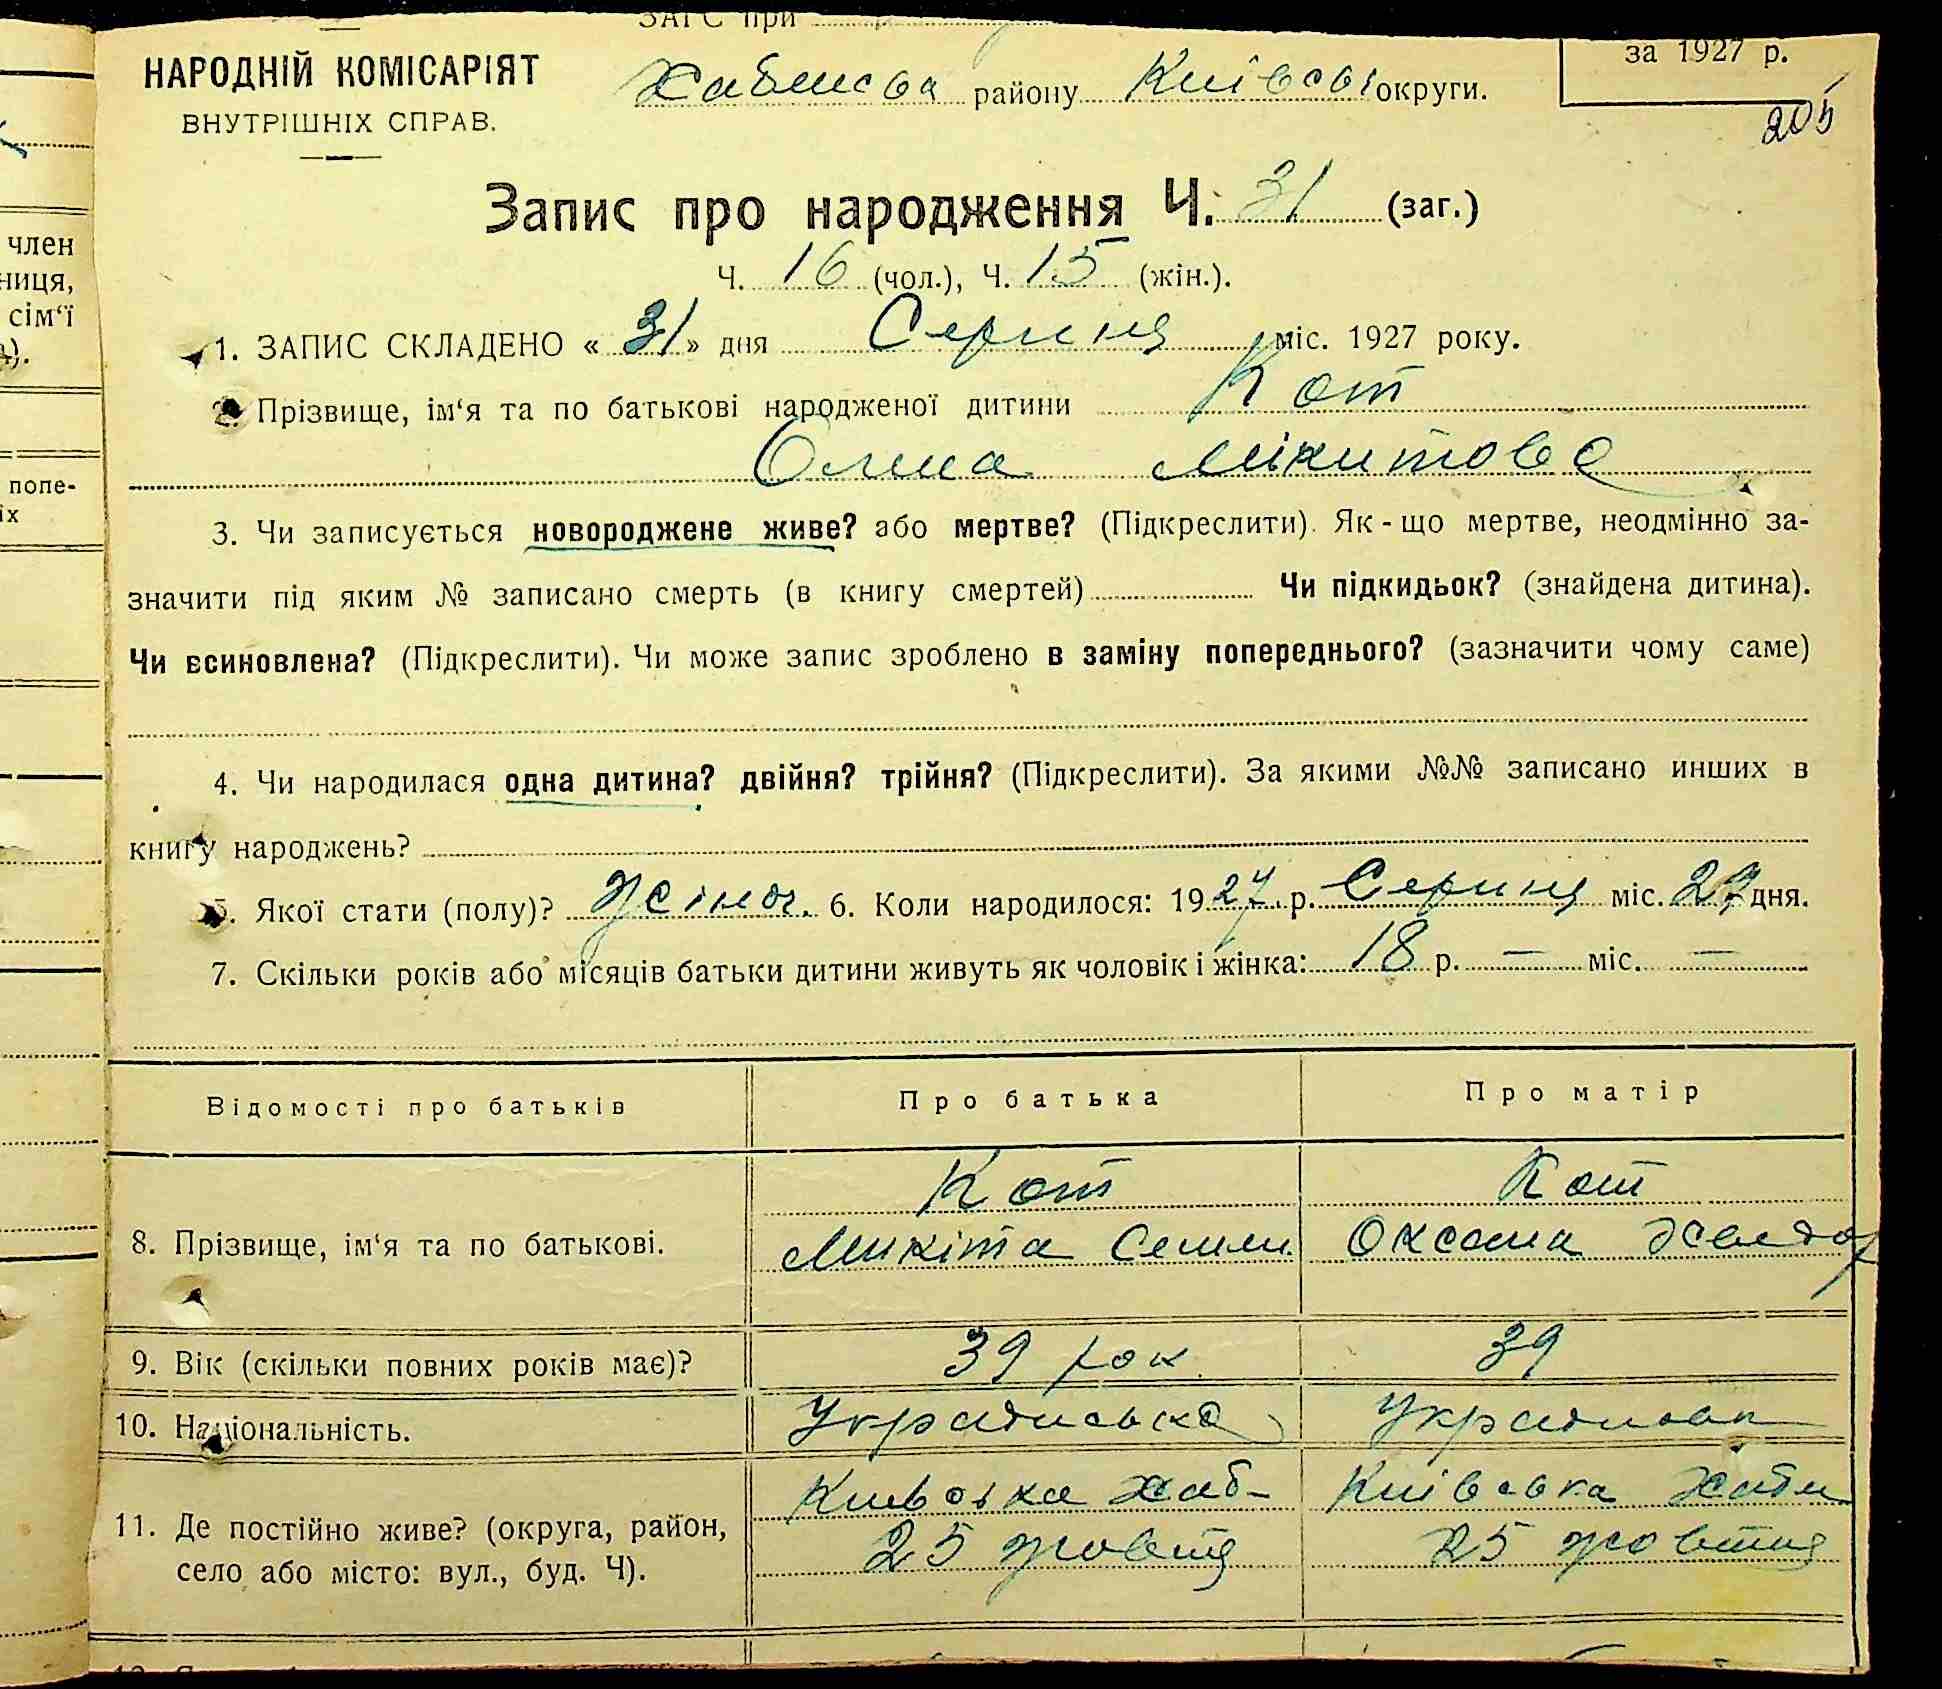 ЗАГС при
НАРОДНІЙ КОМІСАРІЯТ
ВНУТРІШНІХ СПРАВ.
Хабенська району Київськ округи.
за 1927 р.
205
Запис про народження Ч. 31 (заг.)
Ч. 16 (чол.), Ч. 15 (жін.).
1. ЗАПИС СКЛАДЕНО « 31 » дня Серпня міс. 1927 року.
2. Прізвище, ім‘я та по батькові народженої дитини Кот
Мікитова
3. Чи записується новороджене живе? або мертве? (Підкреслити). Як-що мертве, неодмінно за-
значити під яким № записано смерть (в книгу смертей) Чи підкидьок? (знайдена дитина).
Чи всиновлена? (Підкреслити). Чи може запис зроблено в заміну попереднього? (зазначити чому саме)
4. Чи народилася одна дитина? двійня? трійня? (Підкреслити). За якими №№ записано инших в
книгу народжень?
5. Якої стати (полу)? жіноч. 6. Коли народилося: 1927 р. Серпня міс. 29 дня.
7. Скільки років або місяців батьки дитини живуть як чоловік і жінка: 18 р. — міс. —
Відомості про батьків
Про батька
Про матір
8. Прізвище, ім‘я та по батькові.
Кот
Микіта Семен.
Кот
Оксана
9. Вік (скільки повних років має)?
39 рок
39
10. Національність.
Українська
Українськ
11. Де постійно живе? (округа, район,
село або місто: вул., буд. Ч).
Київська Хаб-
25 жовтня
Київська Хабн
25 жовтня
член
ниця,
сім‘ї
попе-
іх